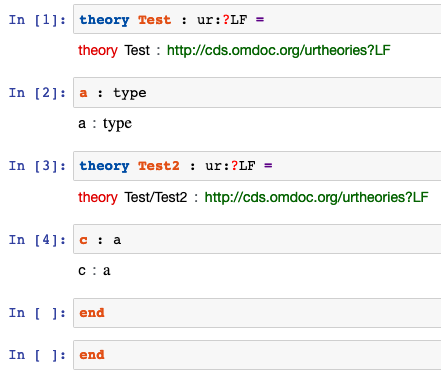 In [1]: theory Test : ur:?LF =
theory Test : http://cds.omdoc.org/urtheories?LF
In [2]: a : type
a : type
In [3]: theory Test2 : ur:?LF =
theory Test/Test2 : http://cds.omdoc.org/urtheories?LF
In [4]: c : a
c : a
In [ ]: end
In [ ]: end